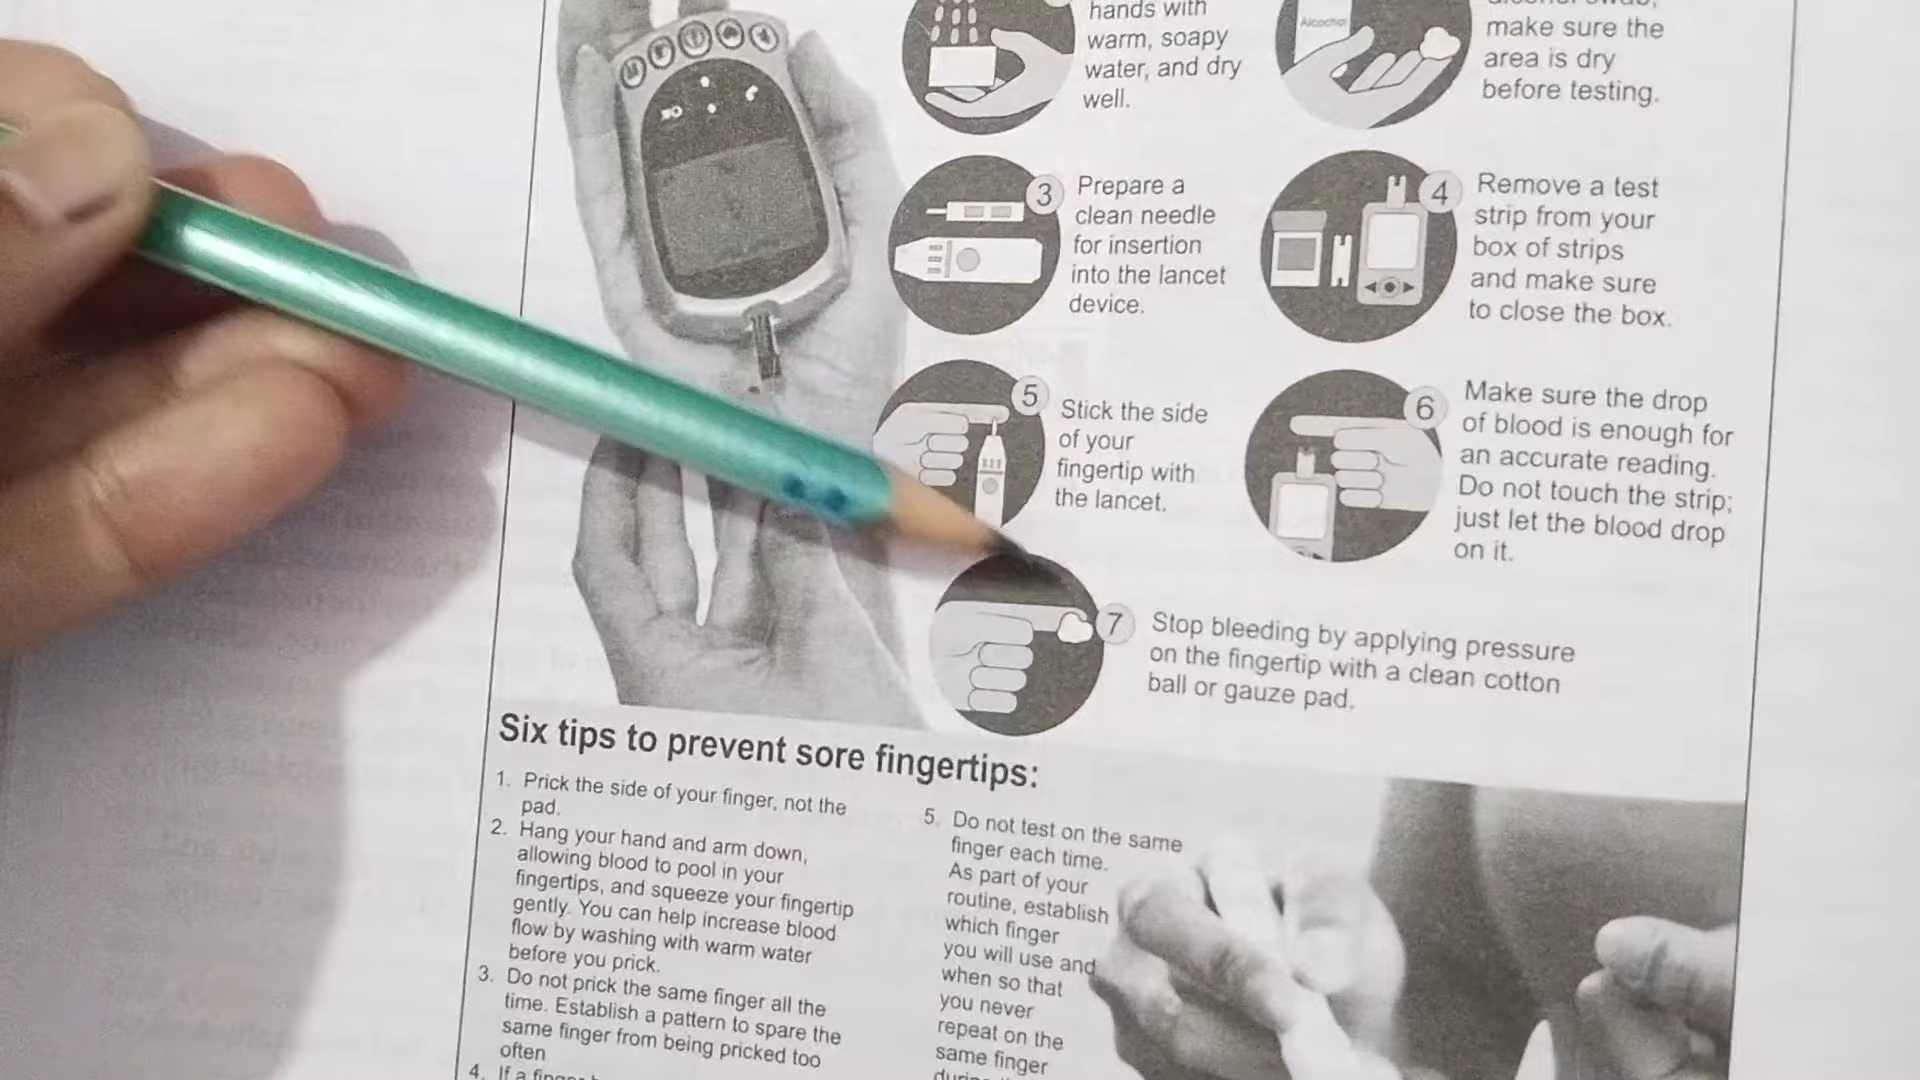 hands with
warm, soapy
water, and dry
well.
Alcohol
make sure the
area is dry
before testing.
3
Prepare a
clean needle
for insertion
into the lancet
device.
4
Remove a test
strip from your
box of strips
and make sure
to close the box.
5
Stick the side
of your
fingertip with
the lancet.
6
Make sure the drop
of blood is enough for
an accurate reading.
Do not touch the strip;
just let the blood drop
on it.
7
Stop bleeding by applying pressure
on the fingertip with a clean cotton
ball or gauze pad.
Six tips to prevent sore fingertips:
1. Prick the side of your finger, not the
pad.
2. Hang your hand and arm down,
allowing blood to pool in your
fingertips, and squeeze your fingertip
gently. You can help increase blood
flow by washing with warm water
before you prick.
3. Do not prick the same finger all the
time. Establish a pattern to spare the
same finger from being pricked too
often
4. If a finger
5. Do not test on the same
finger each time.
As part of your
routine, establish
which finger
you will use and
when so that
you never
repeat on the
same finger